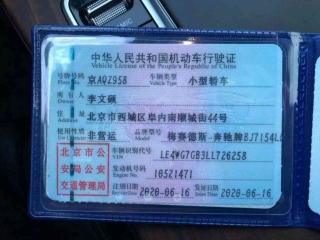 中华人民共和国机动车行驶证
Vehicle License of the People's Republic of China
号牌号码 京AQZ958 车辆类型 小型轿车
Plate No. Vehicle Type
所有人 李文硕
Owner
住址 北京市西城区阜内南顺城街44号
Address
使用性质 非营运 品牌型号 梅赛德斯-奔驰牌BJ7154L
Use Character Model
北京市公
安局公安
交通管理局
车辆识别代号 LE4WG7GB3LL726258
VIN
发动机号码 10521471
Engine No.
注册日期 2020-06-16 发证日期 2020-06-16
Register Date Issue Date